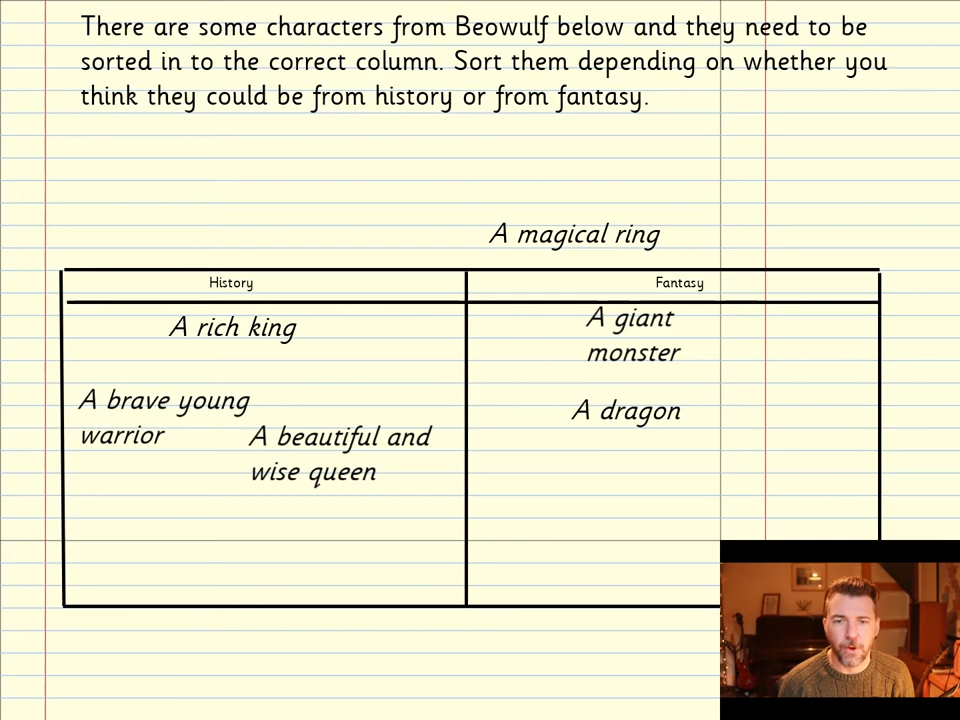 There are some characters from Beowulf below and they need to be
sorted in to the correct column. Sort them depending on whether you
think they could be from history or from fantasy.
A magical ring
History
Fantasy
A rich king
A giant
monster
A brave young
warrior
A beautiful and
wise queen
A dragon